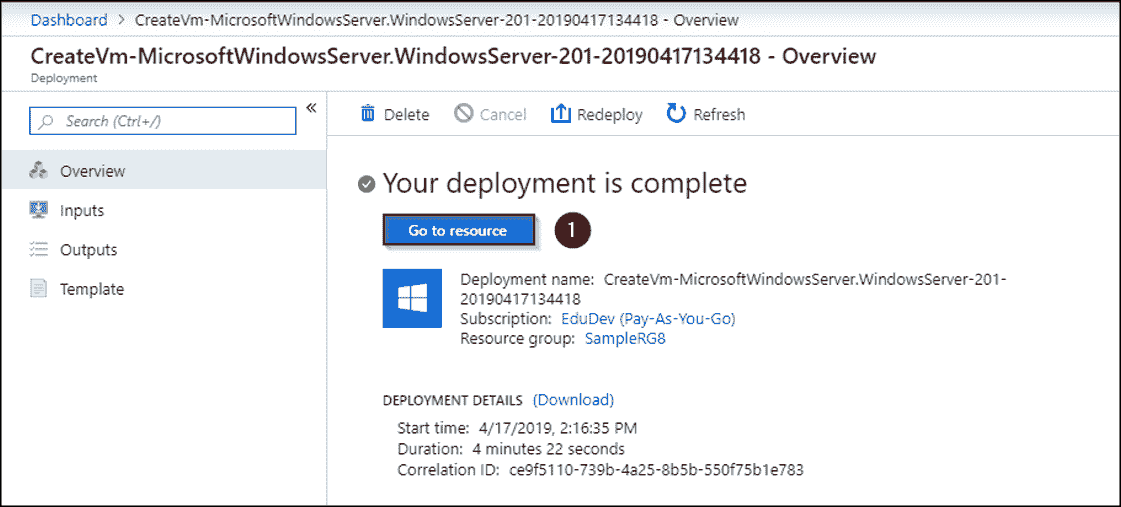 Dashboard > CreateVm-MicrosoftWindowsServer.WindowsServer-201-20190417134418 - Overview
CreateVm-MicrosoftWindowsServer.WindowsServer-201-20190417134418 - Overview
Deployment
Search (Ctrl+/)
«
Overview
Inputs
Outputs
Template
Delete Cancel Redeploy Refresh
Your deployment is complete
Go to resource 1
Deployment name: CreateVm-MicrosoftWindowsServer.WindowsServer-201-
20190417134418
Subscription: EduDev (Pay-As-You-Go)
Resource group: SampleRG8
DEPLOYMENT DETAILS (Download)
Start time: 4/17/2019, 2:16:35 PM
Duration: 4 minutes 22 seconds
Correlation ID: ce9f5110-739b-4a25-8b5b-550f75b1e783